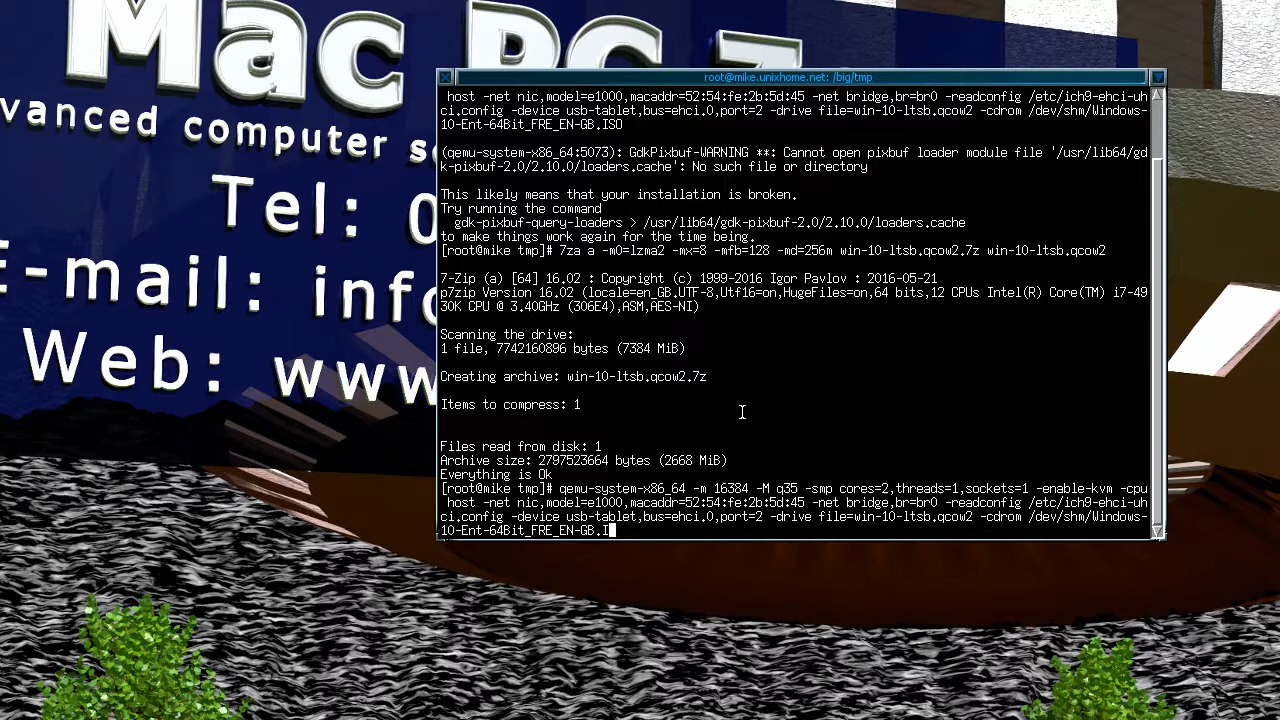 Mac PC
vanced computer
Tel: 0
E-mail: info
Web: www
root@mike.unixhome.net: /big/tmp
host -net nic,model=e1000,macaddr=52:54:fe:2b:5d:45 -net bridge,br=br0 -readconfig /etc/ich9-ehci-uh
ci.config -device usb-tablet,bus=ehci.0,port=2 -drive file=win-10-ltsb.qcow2 -cdrom /dev/shm/Windows-
10-Ent-64Bit_FRE_EN-GB.ISO
(qemu-system-x86_64:5073): GdkPixbuf-WARNING **: Cannot open pixbuf loader module file '/usr/lib64/gd
k-pixbuf-2.0/2.10.0/loaders.cache': No such file or directory
This likely means that your installation is broken.
Try running the command
gdk-pixbuf-query-loaders > /usr/lib64/gdk-pixbuf-2.0/2.10.0/loaders.cache
to make things work again for the time being.
[root@mike tmp]# 7za a -m0=lzma2 -mx=8 -mfb=128 -md=256m win-10-ltsb.qcow2.7z win-10-ltsb.qcow2
7-Zip (a) [64] 16.02 : Copyright (c) 1999-2016 Igor Pavlov : 2016-05-21
p7zip Version 16.02 (locale=en_GB.UTF-8,Utf16=on,HugeFiles=on,64 bits,12 CPUs Intel(R) Core(TM) i7-49
30K CPU @ 3.40GHz (306E4),ASM,AES-NI)
Scanning the drive:
1 file, 7742160896 bytes (7384 MiB)
Creating archive: win-10-ltsb.qcow2.7z
Items to compress: 1
Files read from disk: 1
Archive size: 2797523664 bytes (2668 MiB)
Everything is Ok
[root@mike tmp]# qemu-system-x86_64 -m 16384 -M q35 -smp cores=2,threads=1,sockets=1 -enable-kvm -cpu
host -net nic,model=e1000,macaddr=52:54:fe:2b:5d:45 -net bridge,br=br0 -readconfig /etc/ich9-ehci-uh
ci.config -device usb-tablet,bus=ehci.0,port=2 -drive file=win-10-ltsb.qcow2 -cdrom /dev/shm/Windows-
10-Ent-64Bit_FRE_EN-GB.I